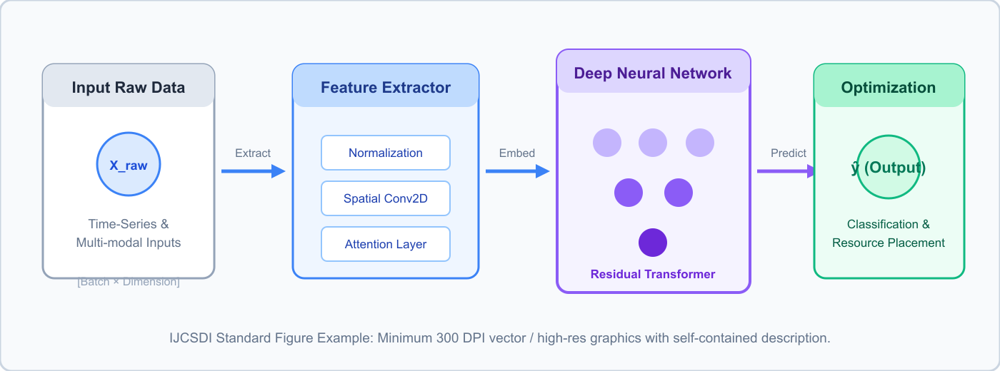 Input Raw Data
X_raw
Time-Series &
Multi-modal Inputs
[Batch × Dimension]
Extract
Feature Extractor
Normalization
Spatial Conv2D
Attention Layer
Embed
Deep Neural Network
Residual Transformer
Predict
Optimization
ŷ (Output)
Classification &
Resource Placement
IJCSDI Standard Figure Example: Minimum 300 DPI vector / high-res graphics with self-contained description.